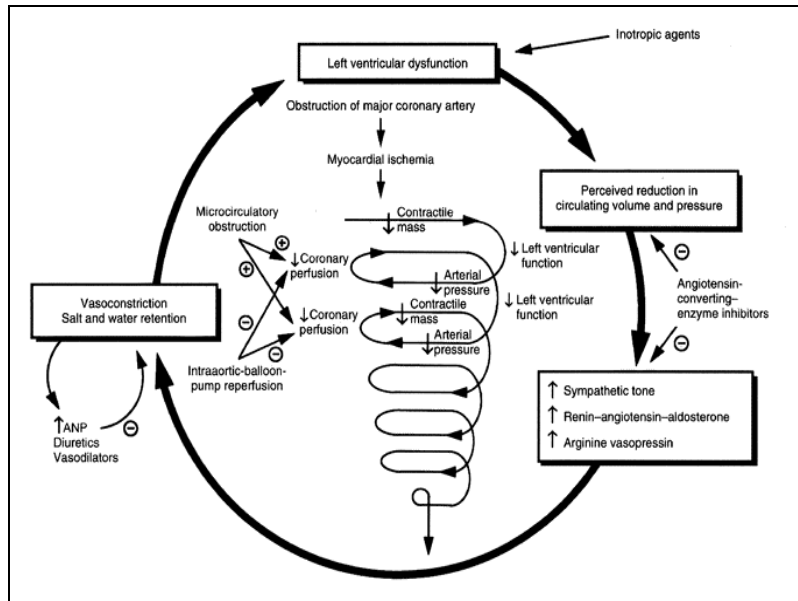 Inotropic agents
Left ventricular dysfunction
Obstruction of major coronary artery
Myocardial ischemia
Perceived reduction in
circulating volume and pressure
Microcirculatory
obstruction
↓ Contractile
mass
↓ Left ventricular
function
⊕
⊕
↓ Coronary
perfusion
↓ Arterial
pressure
⊖
Angiotensin-
converting–
enzyme inhibitors
⊖
Vasoconstriction
Salt and water retention
↓ Coronary
perfusion
↓ Contractile
mass
↓ Left ventricular
function
⊖
⊖
↓ Arterial
pressure
Intraaortic-balloon-
pump reperfusion
↑ Sympathetic tone
↑ Renin–angiotensin–aldosterone
↑ Arginine vasopressin
↑ANP
Diuretics
Vasodilators
⊖